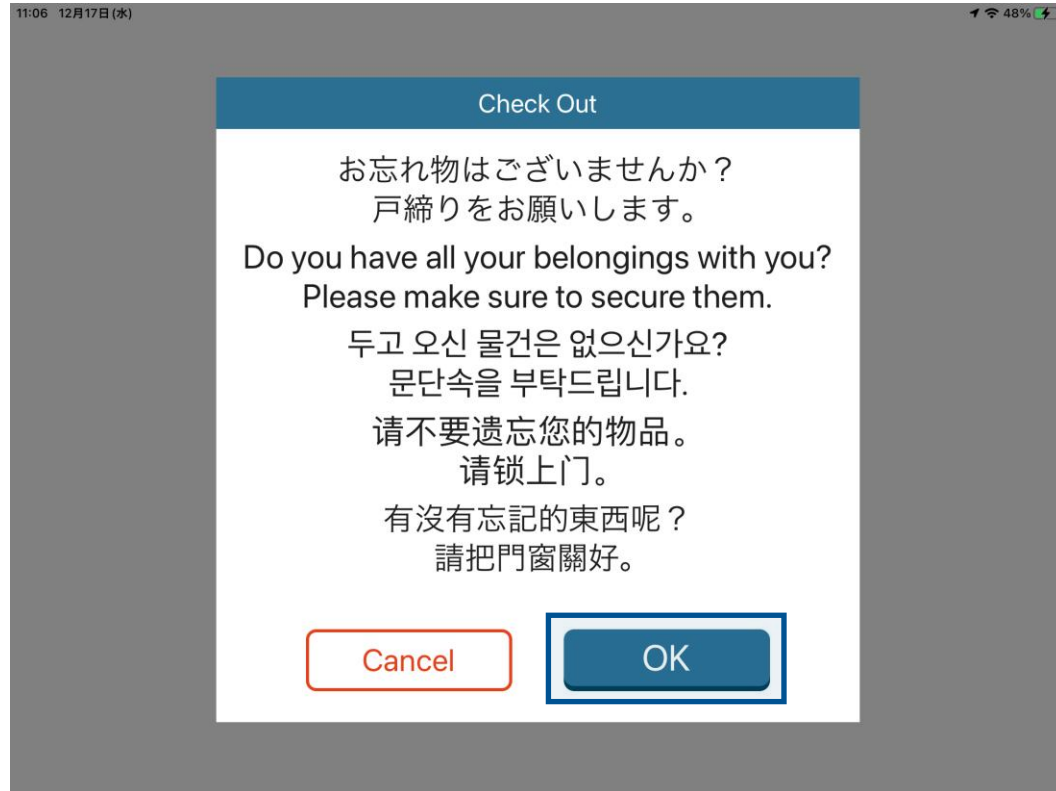 11:06 12月17日(水) 48%
Check Out
お忘れ物はございませんか？
戸締りをお願いします。
Do you have all your belongings with you?
Please make sure to secure them.
두고 오신 물건은 없으신가요?
문단속을 부탁드립니다.
请不要遗忘您的物品。
请锁上门。
有沒有忘記的東西呢？
請把門窗關好。
Cancel OK